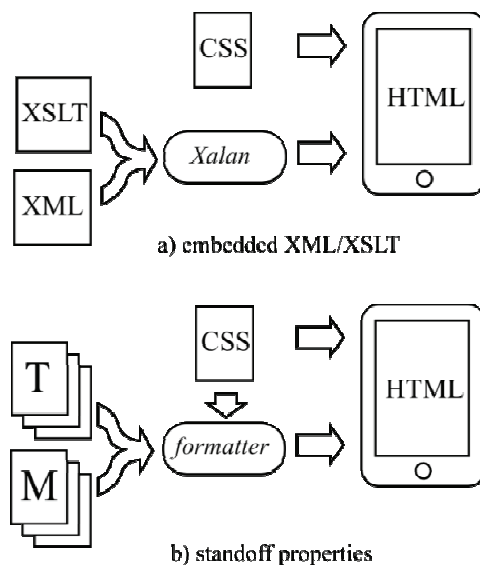 CSS
XSLT
HTML
Xalan
XML
a) embedded XML/XSLT
CSS
T
HTML
formatter
M
b) standoff properties